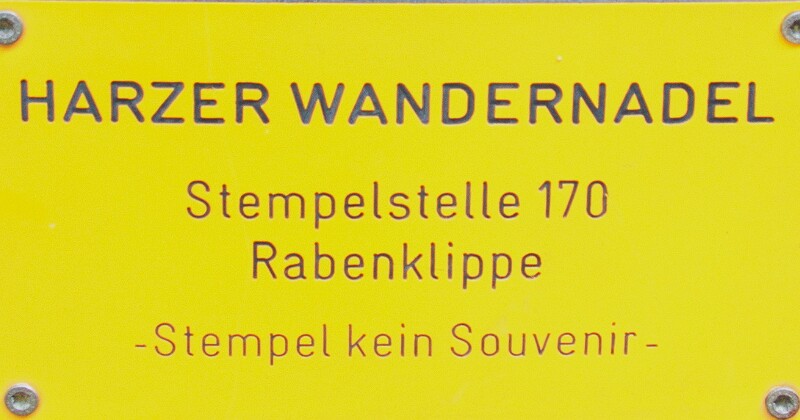 HARZER WANDERNADEL
Stempelstelle 170
Rabenklippe
-Stempel kein Souvenir-